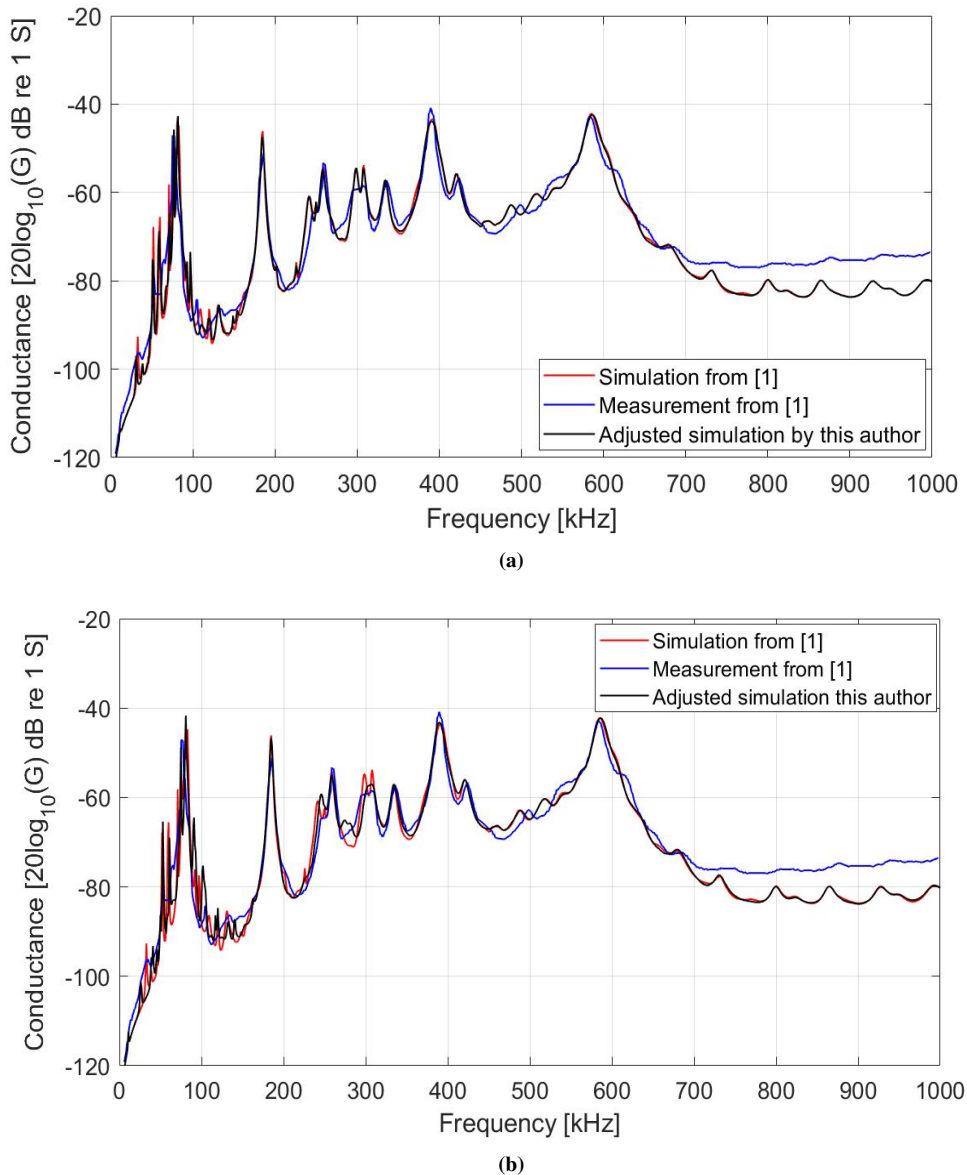 -20
-40
-60
-80
-100
-120
Conductance [20log10(G) dB re 1 S]
Simulation from [1]
Measurement from [1]
Adjusted simulation by this author
0 100 200 300 400 500 600 700 800 900 1000
Frequency [kHz]
(a)
-20
-40
-60
-80
-100
-120
Conductance [20log10(G) dB re 1 S]
Simulation from [1]
Measurement from [1]
Adjusted simulation this author
0 100 200 300 400 500 600 700 800 900 1000
Frequency [kHz]
(b)